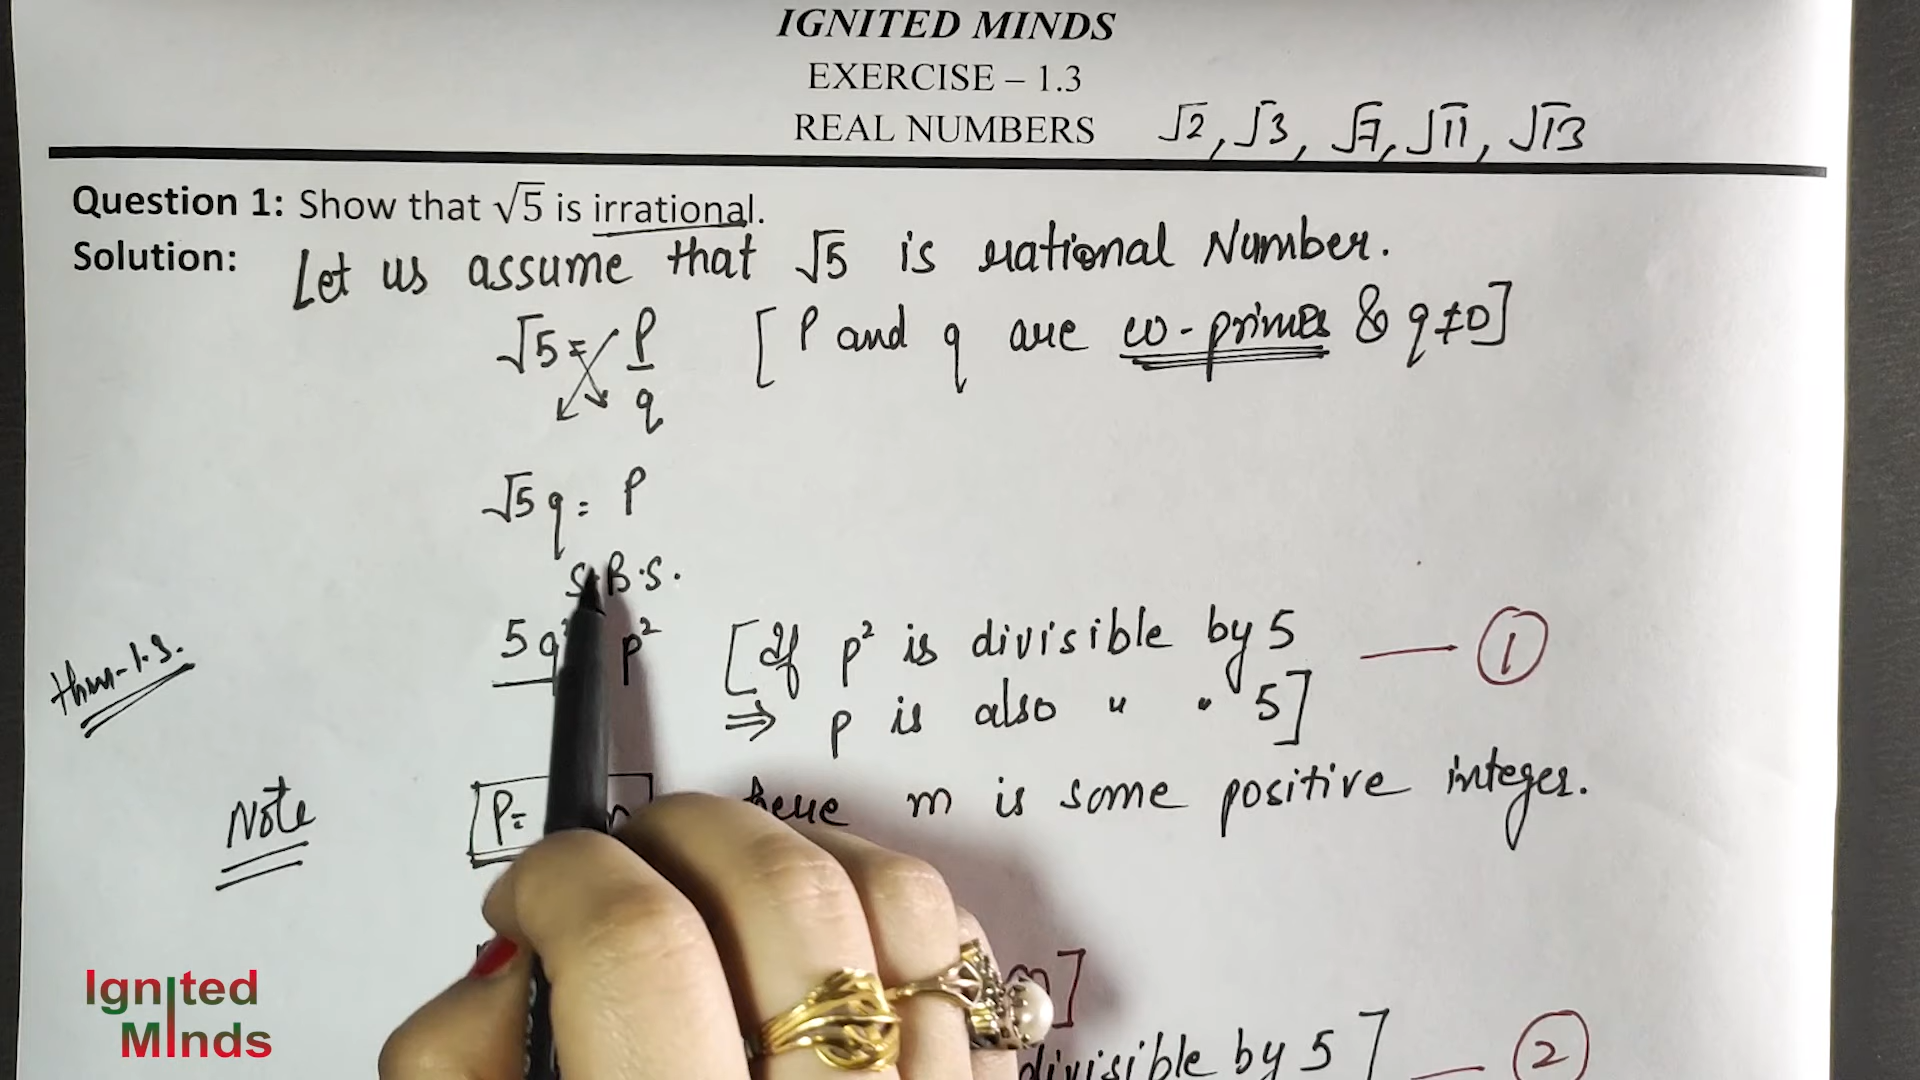 IGNITED MINDS
EXERCISE – 1.3
REAL NUMBERS √2, √3, √7, √11, √13
Question 1: Show that √5 is irrational.
Solution: Let us assume that √5 is rational Number.
√5 = p/q [P and q are co-primes & q≠0]
√5 q = P
S.B.S.
5q² p² [If p² is divisible by 5 — ①
⇒ p is also " " 5]
Thm-1.3.
Note
P= here m is some positive integer.
m]
divisible by 5] — ②
Ignited
Minds